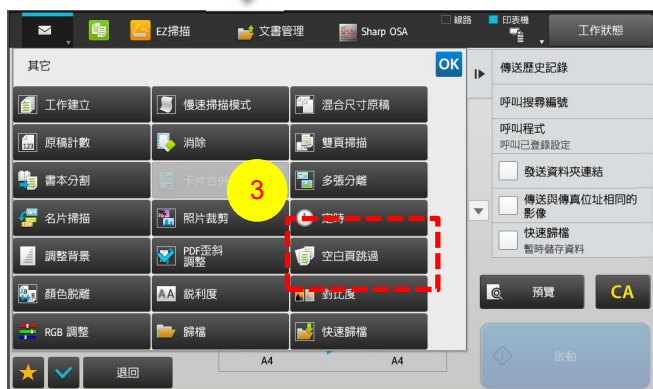 EZ掃描
文書管理
Sharp OSA
線路
印表機
工作狀態
其它
OK
工作建立
慢速掃描模式
混合尺寸原稿
原稿計數
消除
雙頁掃描
書本分割
卡片合併
3
多張分離
名片掃描
照片裁剪
定時
調整背景
PDF歪斜
調整
空白頁跳過
顏色脫離
AA
銳利度
對比度
RGB 調整
歸檔
快速歸檔
傳送歷史記錄
呼叫搜尋編號
呼叫程式
呼叫已登錄設定
發送資料夾連結
傳送與傳真位址相同的
影像
快速歸檔
暫時儲存資料
預覽
CA
啟動
退回
A4
A4